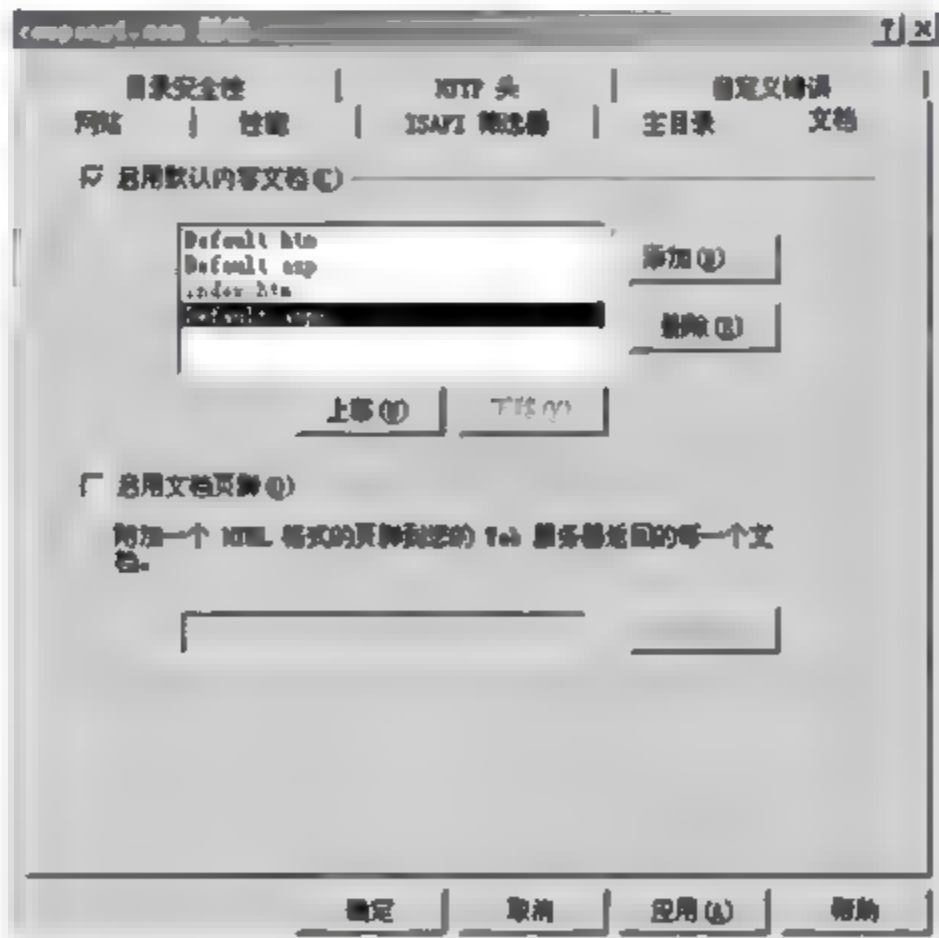 属性
目录安全性 HTTP 头 自定义错误
网站 性能 ISAPI 筛选器 主目录 文档
启用默认内容文档(C)
Default htm
Default asp
index htm
Default aspx
添加(D)
删除(R)
上移(U) 下移(V)
启用文档页脚(O)
附加一个 HTML 格式的页脚到您的 Web 服务器返回的每一个文
档。
确定 取消 应用(A) 帮助